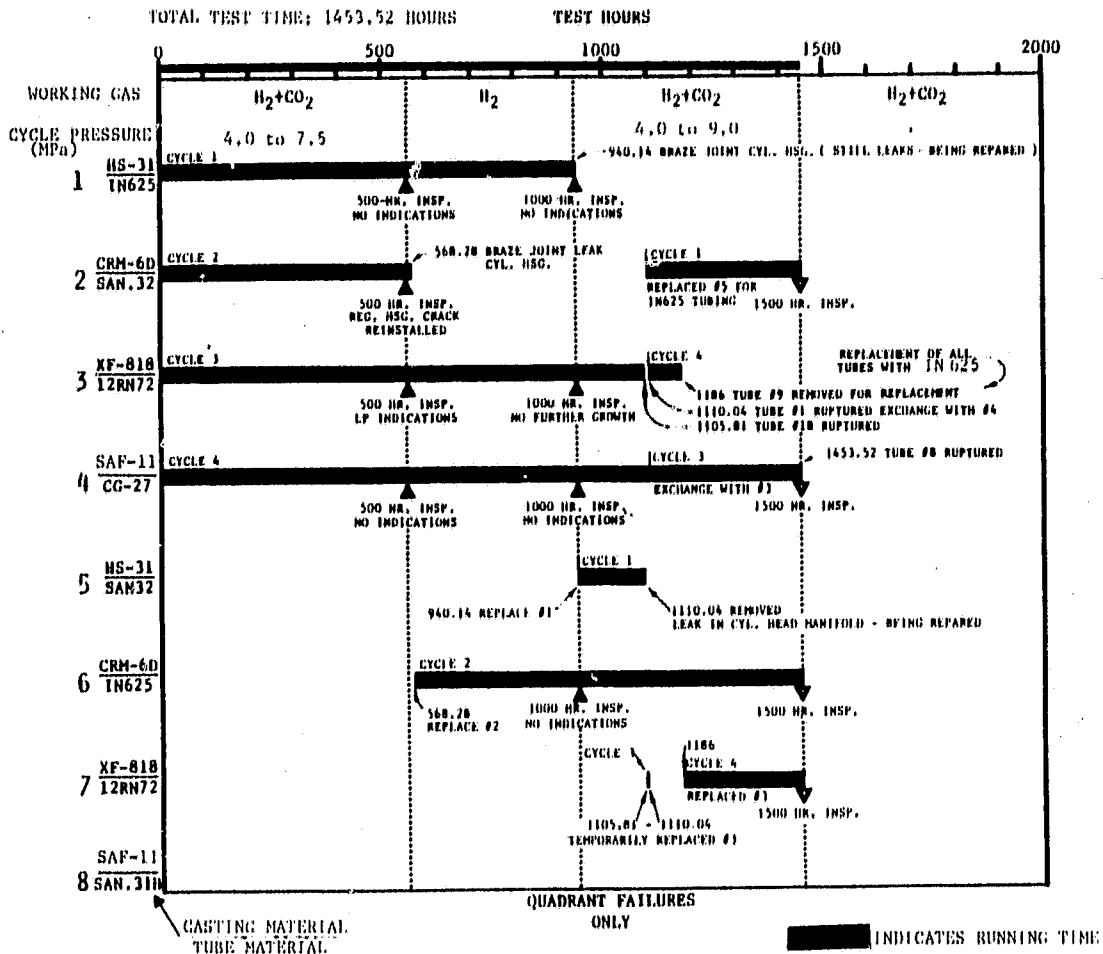 TOTAL TEST TIME; 1453.52 HOURS
TEST HOURS
0 500 1000 1500 2000
WORKING GAS
H2+CO2 H2 H2+CO2 H2+CO2
CYCLE PRESSURE
(MPa)
4.0 to 7.5 4.0 to 9.0
1 HS-31
IN625
CYCLE 1
940.14 BRAZE JOINT CYL. HSG. ( STILL LEAKS - BEING REPARED )
500-HR. INSP.
NO INDICATIONS
1000 HR. INSP.
NO INDICATIONS
2 CRM-6D
SAN.32
CYCLE 2
568.28 BRAZE JOINT LEAK
CYL. HSG.
500 HR. INSP.
REG. HSG. CRACK
REINSTALLED
CYCLE 1
REPLACED #5 FOR
IN625 TUBING
1500 HR. INSP.
3 XF-818
12RN72
CYCLE 3
CYCLE 4
REPLACEMENT OF ALL
TUBES WITH IN 625
500 HR. INSP.
LP INDICATIONS
1000 HR. INSP.
NO FURTHER GROWTH
1186 TUBE #9 REMOVED FOR REPLACEMENT
1110.04 TUBE #1 RUPTURED EXCHANGE WITH #4
1105.81 TUBE #18 RUPTURED
4 SAF-11
CG-27
CYCLE 4
CYCLE 3
1453.52 TUBE #8 RUPTURED
500 HR. INSP.
NO INDICATIONS
1000 HR. INSP.
NO INDICATIONS
EXCHANGE WITH #3
1500 HR. INSP.
5 HS-31
SAN32
CYCLE 1
940.14 REPLACE #1
1110.04 REMOVED
LEAK IN CYL. HEAD MANIFOLD - BEING REPARED
6 CRM-6D
IN625
CYCLE 2
568.28
REPLACE #2
1000 HR. INSP.
NO INDICATIONS
1500 HR. INSP.
7 XF-818
12RN72
CYCLE 3
1186
CYCLE 4
REPLACED #3
1105.81 - 1110.04
TEMPORARILY REPLACED #3
1500 HR. INSP.
8 SAF-11
SAN.31H
CASTING MATERIAL
TUBE MATERIAL
QUADRANT FAILURES
ONLY
INDICATES RUNNING TIME